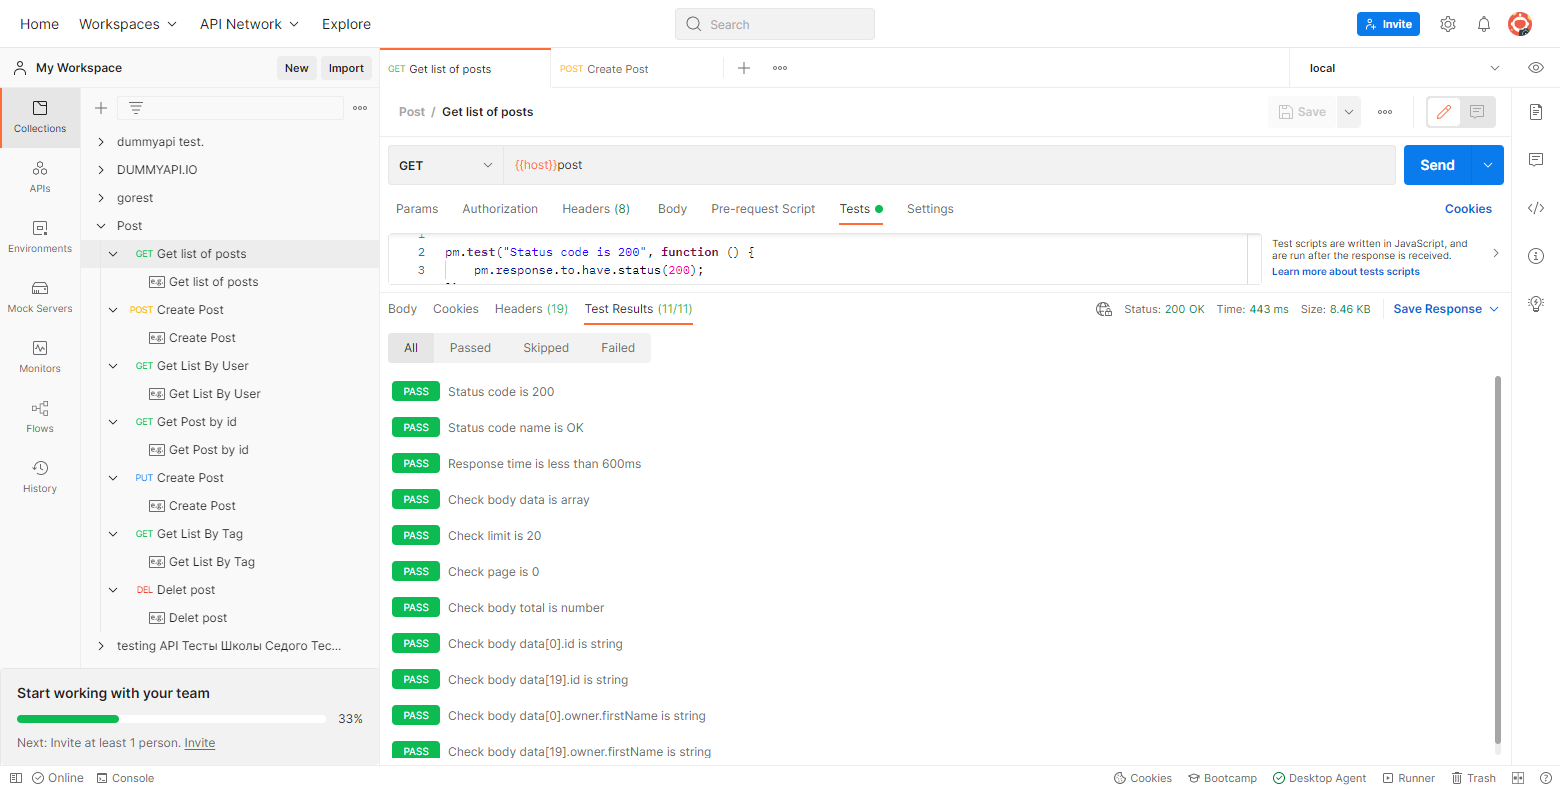 Home Workspaces API Network Explore Search Invite
My Workspace New Import
GET Get list of posts POST Create Post local
Collections
APIs
Environments
Mock Servers
Monitors
Flows
History
dummyapi test.
DUMMYAPI.IO
gorest
Post
GET Get list of posts
e.g. Get list of posts
POST Create Post
e.g. Create Post
GET Get List By User
e.g. Get List By User
GET Get Post by id
e.g. Get Post by id
PUT Create Post
e.g. Create Post
GET Get List By Tag
e.g. Get List By Tag
DEL Delet post
e.g. Delet post
testing API Тесты Школы Седого Тес...
Start working with your team
33%
Next: Invite at least 1 person. Invite
Post / Get list of posts Save
GET {{host}}post Send
Params Authorization Headers (8) Body Pre-request Script Tests Settings Cookies
1
2 pm.test("Status code is 200", function () {
3 pm.response.to.have.status(200);
Test scripts are written in JavaScript, and
are run after the response is received.
Learn more about tests scripts
Body Cookies Headers (19) Test Results (11/11) Status: 200 OK Time: 443 ms Size: 8.46 KB Save Response
All Passed Skipped Failed
PASS Status code is 200
PASS Status code name is OK
PASS Response time is less than 600ms
PASS Check body data is array
PASS Check limit is 20
PASS Check page is 0
PASS Check body total is number
PASS Check body data[0].id is string
PASS Check body data[19].id is string
PASS Check body data[0].owner.firstName is string
PASS Check body data[19].owner.firstName is string
Online Console Cookies Bootcamp Desktop Agent Runner Trash